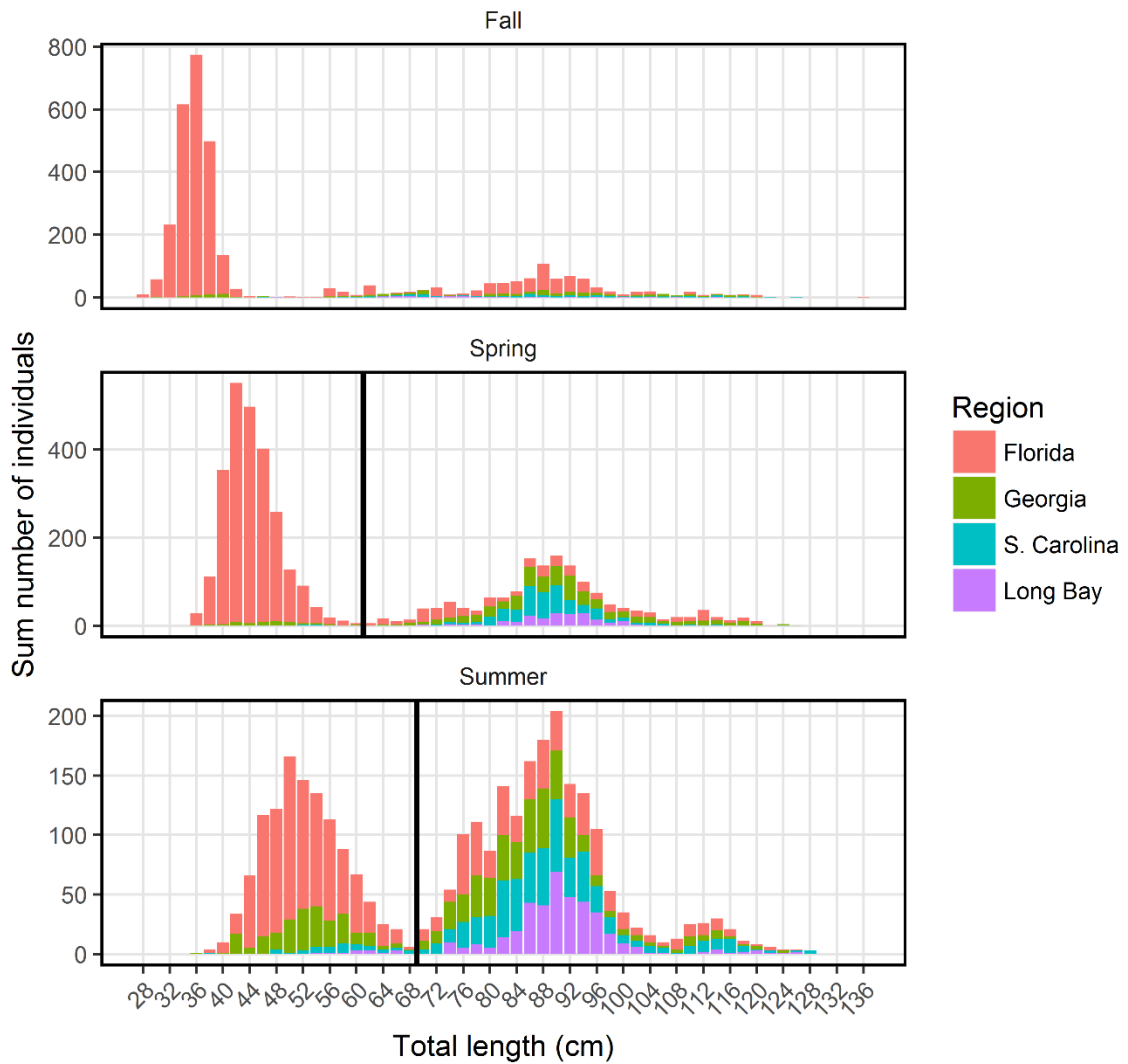 Fall
800
600
400
200
0
Spring
400
200
0
Summer
200
150
100
50
0
28 32 36 40 44 48 52 56 60 64 68 72 76 80 84 88 92 96 100 104 108 112 116 120 124 128 132 136
Total length (cm)
Sum number of individuals
Region
Florida
Georgia
S. Carolina
Long Bay